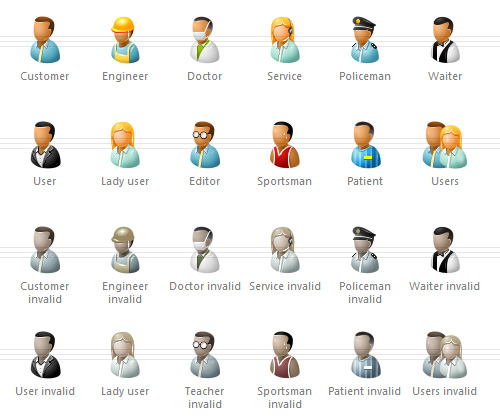 Customer Engineer Doctor Service Policeman Waiter
User Lady user Editor Sportsman Patient Users
Customer invalid Engineer invalid Doctor invalid Service invalid Policeman invalid Waiter invalid
User invalid Lady user Teacher invalid Sportsman invalid Patient invalid Users invalid